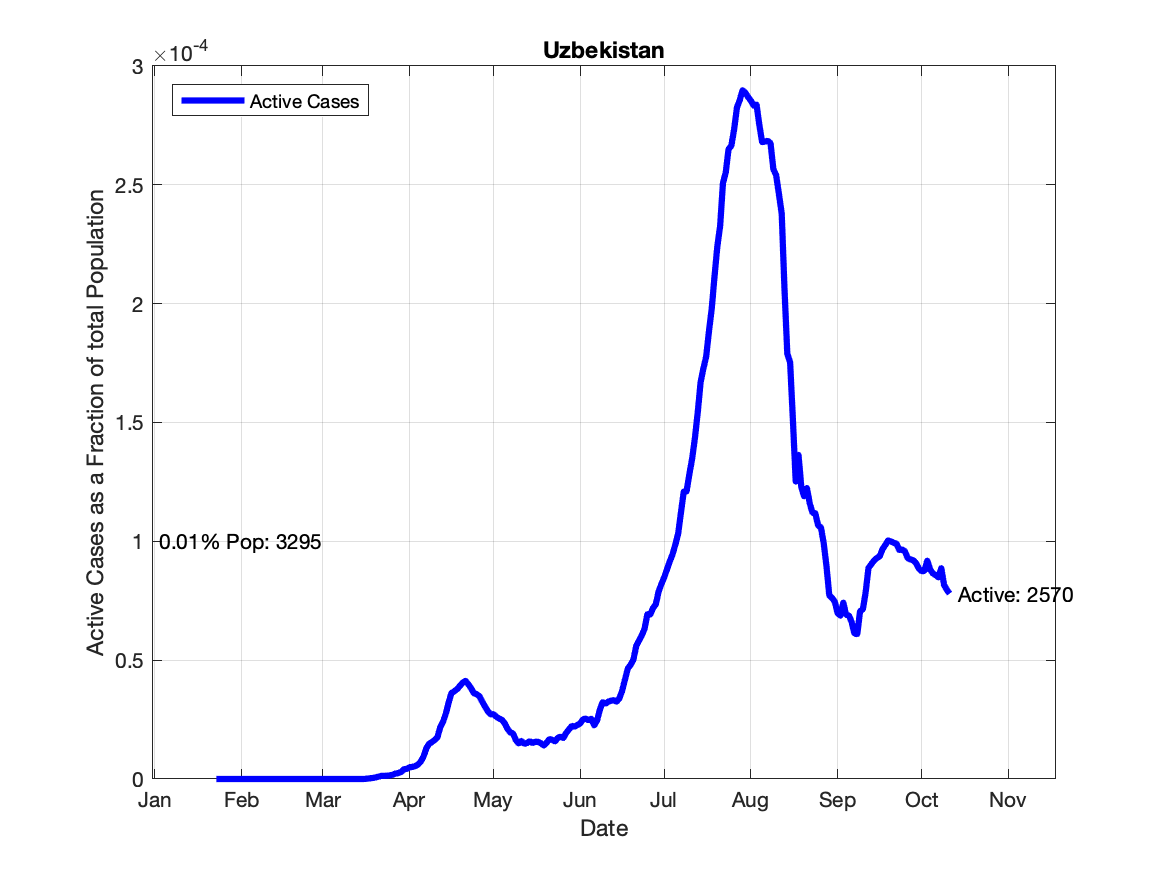 Uzbekistan
×10-4
3
2.5
2
1.5
1
0.5
0
Active Cases
0.01% Pop: 3295
Active: 2570
Active Cases as a Fraction of total Population
Jan Feb Mar Apr May Jun Jul Aug Sep Oct Nov
Date